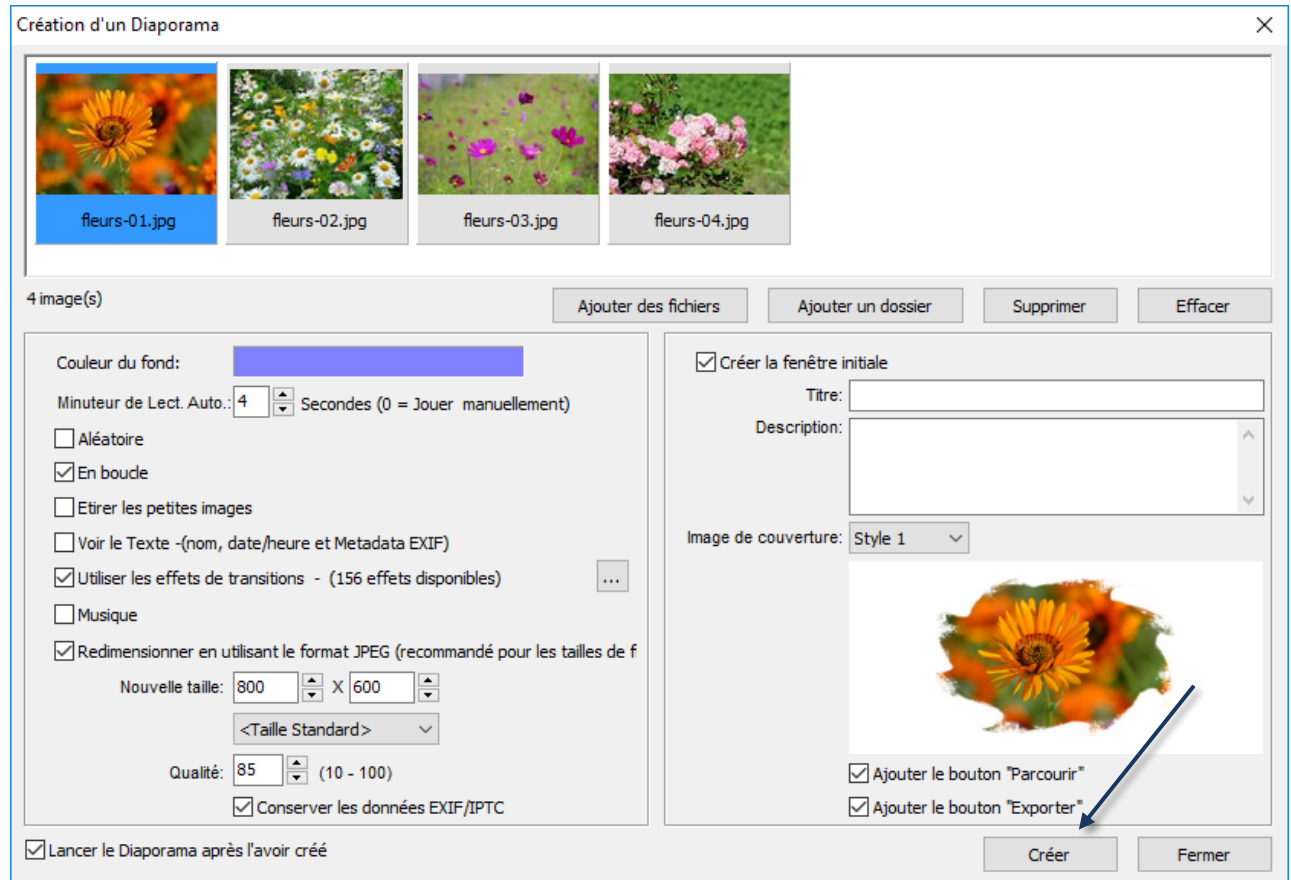 Création d'un Diaporama
fleurs-01.jpg
fleurs-02.jpg
fleurs-03.jpg
fleurs-04.jpg
4 image(s)
Ajouter des fichiers
Ajouter un dossier
Supprimer
Effacer
Couleur du fond:
Minuteur de Lect. Auto.: 4 Secondes (0 = Jouer manuellement)
Aléatoire
En boucle
Etirer les petites images
Voir le Texte -(nom, date/heure et Metadata EXIF)
Utiliser les effets de transitions - (156 effets disponibles) ...
Musique
Redimensionner en utilisant le format JPEG (recommandé pour les tailles de f
Nouvelle taille: 800 X 600
<Taille Standard>
Qualité: 85 (10 - 100)
Conserver les données EXIF/IPTC
Créer la fenêtre initiale
Titre:
Description:
Image de couverture: Style 1
Ajouter le bouton "Parcourir"
Ajouter le bouton "Exporter"
Lancer le Diaporama après l'avoir créé
Créer
Fermer